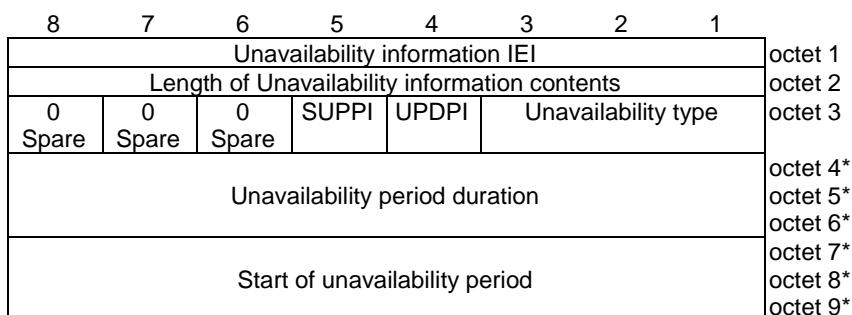 8 7 6 5 4 3 2 1
Unavailability information IEI octet 1
Length of Unavailability information contents octet 2
0 0 0 SUPPI UPDPI Unavailability type octet 3
Spare Spare Spare
octet 4*
Unavailability period duration octet 5*
octet 6*
octet 7*
Start of unavailability period octet 8*
octet 9*